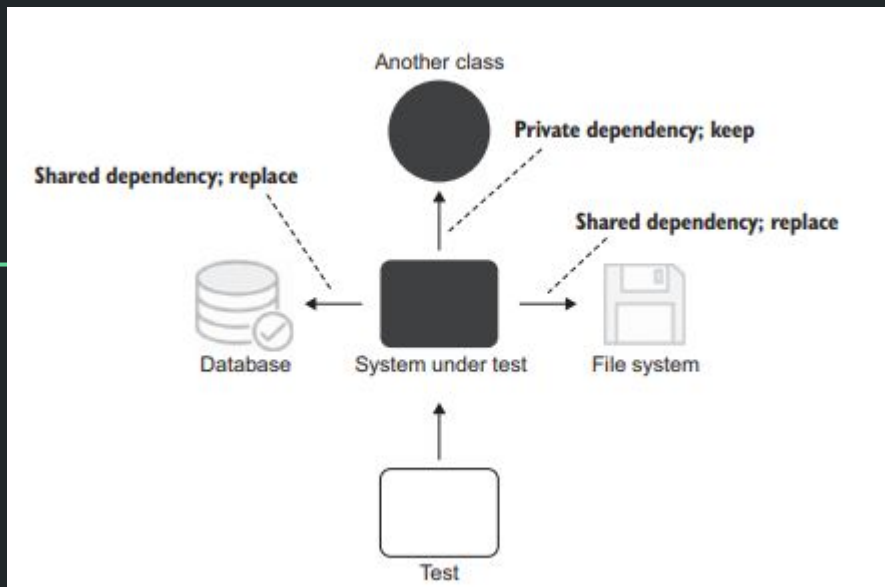 Another class
Private dependency; keep
Shared dependency; replace
Shared dependency; replace
Database
System under test
File system
Test